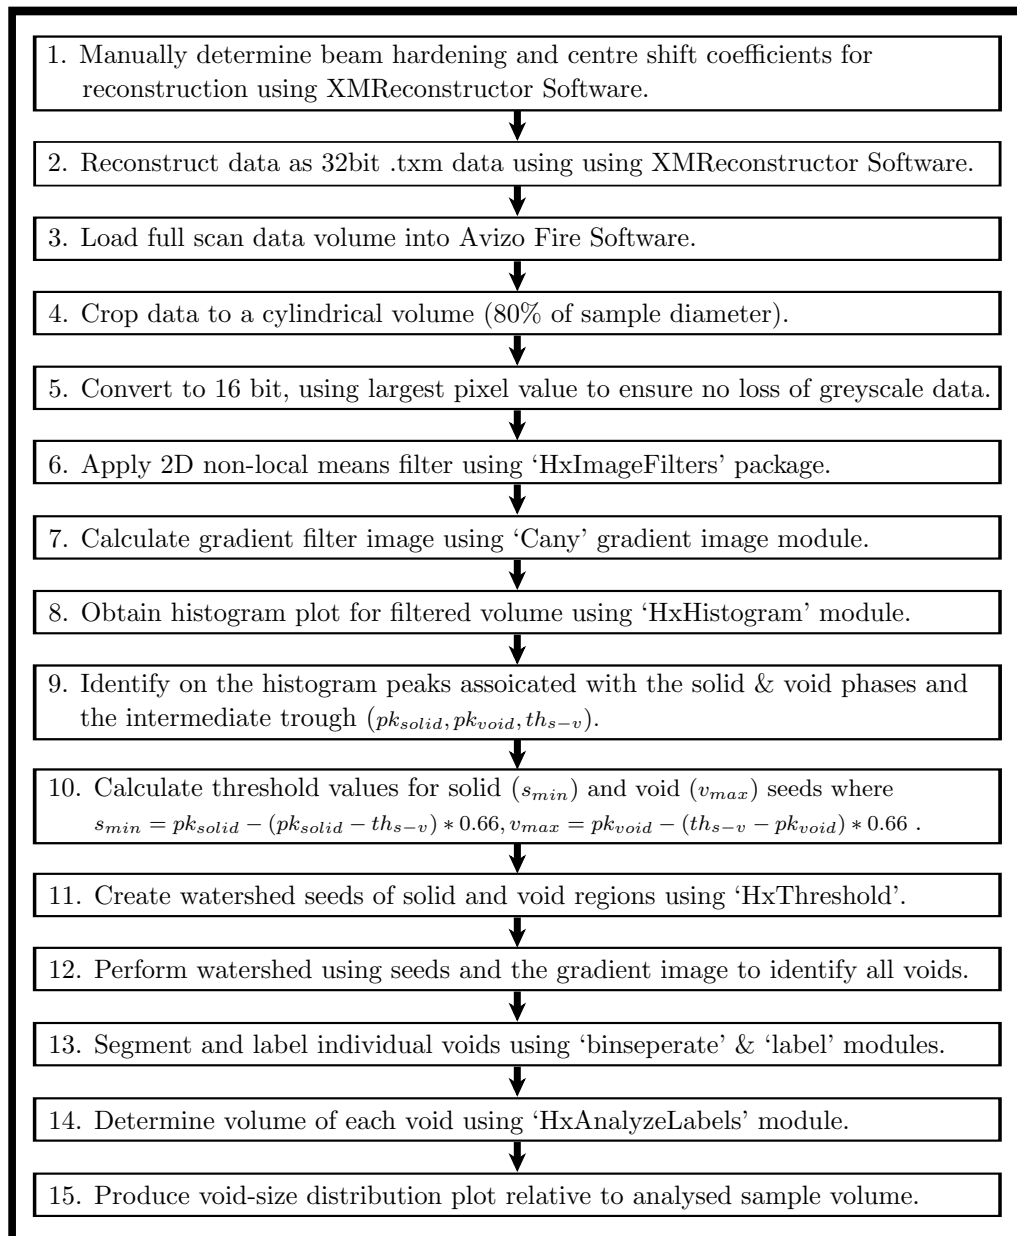 1. Manually determine beam hardening and centre shift coefficients for
reconstruction using XMReconstructor Software.
2. Reconstruct data as 32bit .txm data using using XMReconstructor Software.
3. Load full scan data volume into Avizo Fire Software.
4. Crop data to a cylindrical volume (80% of sample diameter).
5. Convert to 16 bit, using largest pixel value to ensure no loss of greyscale data.
6. Apply 2D non-local means filter using ‘HxImageFilters’ package.
7. Calculate gradient filter image using ‘Cany’ gradient image module.
8. Obtain histogram plot for filtered volume using ‘HxHistogram’ module.
9. Identify on the histogram peaks assoicated with the solid & void phases and
the intermediate trough (pk_{solid}, pk_{void}, th_{s−v}).
10. Calculate threshold values for solid (s_{min}) and void (v_{max}) seeds where
s_{min} = pk_{solid} − (pk_{solid} − th_{s−v}) ∗ 0.66, v_{max} = pk_{void} − (th_{s−v} − pk_{void}) ∗ 0.66 .
11. Create watershed seeds of solid and void regions using ‘HxThreshold’.
12. Perform watershed using seeds and the gradient image to identify all voids.
13. Segment and label individual voids using ‘binseperate’ & ‘label’ modules.
14. Determine volume of each void using ‘HxAnalyzeLabels’ module.
15. Produce void-size distribution plot relative to analysed sample volume.